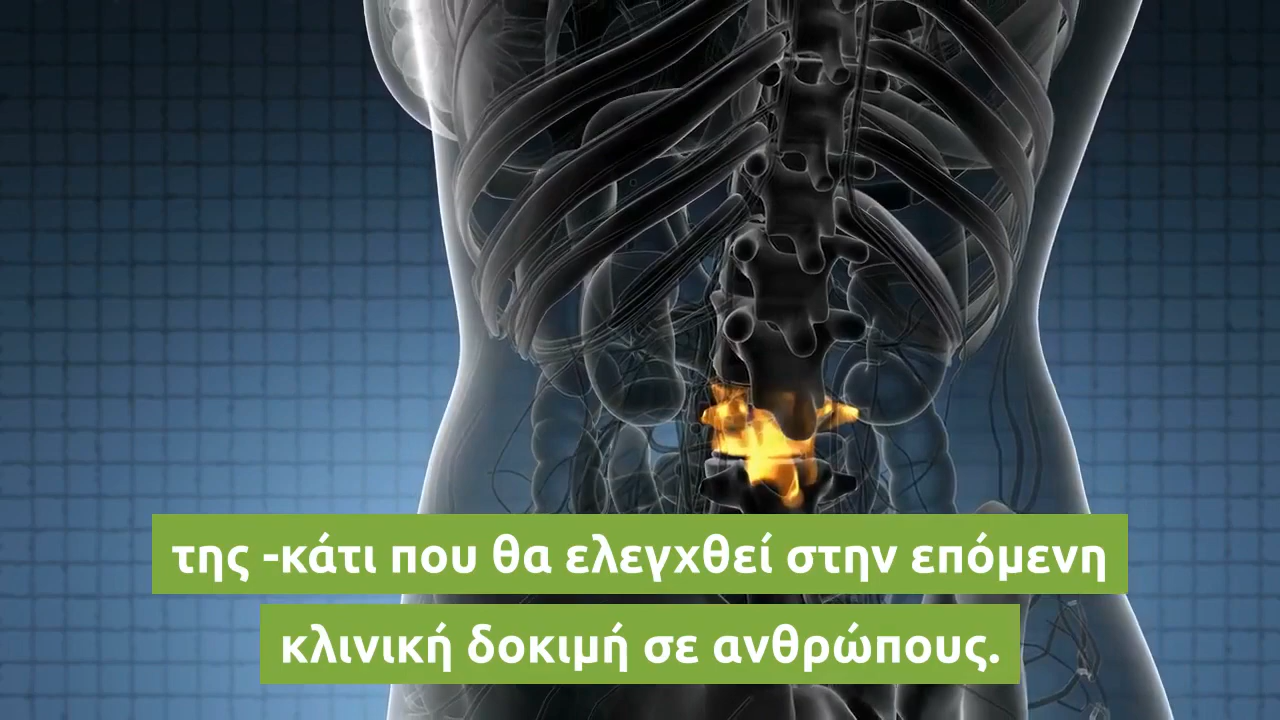 της -κάτι που θα ελεγχθεί στην επόμενη
κλινική δοκιμή σε ανθρώπους.